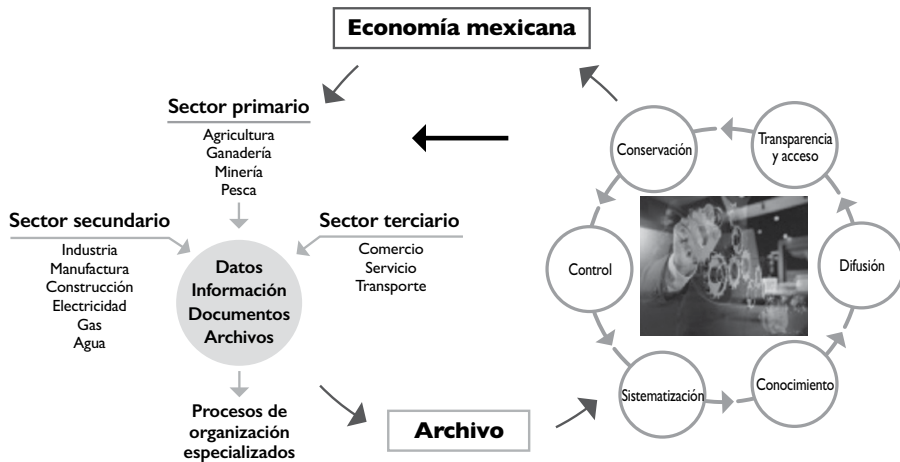 Economía mexicana
Sector primario
Agricultura
Ganadería
Minería
Pesca
Sector secundario
Industria
Manufactura
Construcción
Electricidad
Gas
Agua
Sector terciario
Comercio
Servicio
Transporte
Datos
Información
Documentos
Archivos
Procesos de
organización
especializados
Archivo
Conservación
Transparencia
y acceso
Control
Difusión
Sistematización
Conocimiento